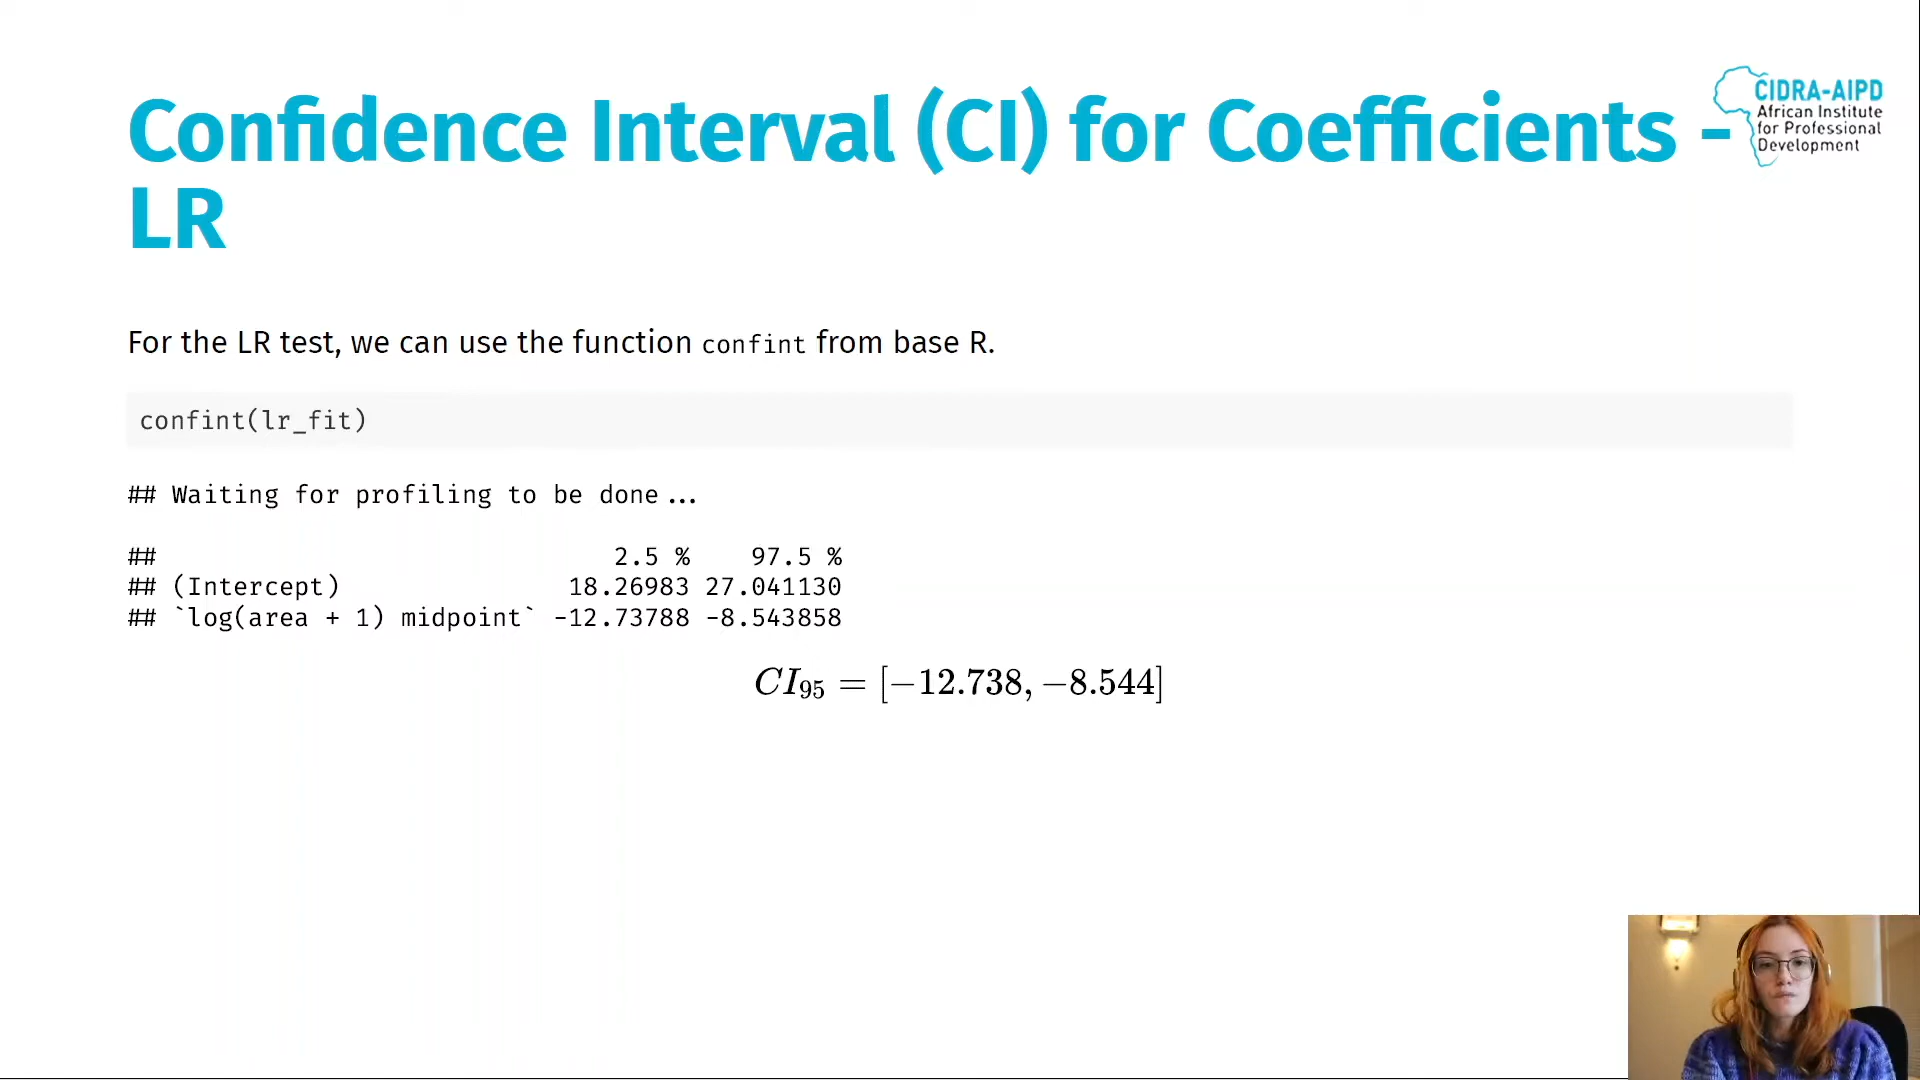 Confidence Interval (CI) for Coefficients -
LR
CIDRA-AIPD
African Institute
for Professional
Development
For the LR test, we can use the function confint from base R.
confint(lr_fit)
## Waiting for profiling to be done...
## 2.5 % 97.5 %
## (Intercept) 18.26983 27.041130
## `log(area + 1) midpoint` -12.73788 -8.543858
CI₉₅ = [−12.738, −8.544]